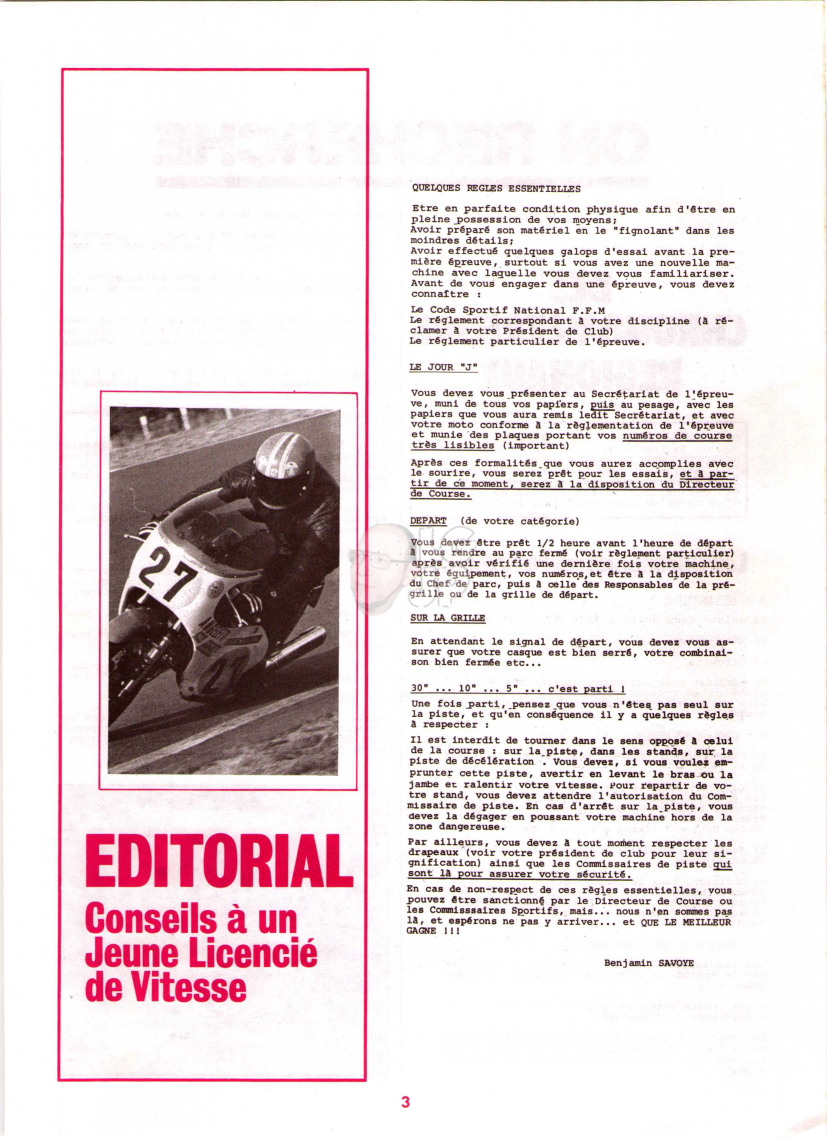 27
27
EDITORIAL
Conseils à un
Jeune Licencié
de Vitesse
QUELQUES REGLES ESSENTIELLES
Etre en parfaite condition physique afin d'être en
pleine possession de vos moyens;
Avoir préparé son matériel en le "fignolant" dans les
moindres détails;
Avoir effectué quelques galops d'essai avant la pre-
mière épreuve, surtout si vous avez une nouvelle ma-
chine avec laquelle vous devez vous familiariser.
Avant de vous engager dans une épreuve, vous devez
connaître :
Le Code Sportif National F.F.M
Le réglement correspondant à votre discipline (à ré-
clamer à votre Président de Club)
Le réglement particulier de l'épreuve.
LE JOUR "J"
Vous devez vous présenter au Secrétariat de l'épreu-
ve, muni de tous vos papiers, puis au pesage, avec les
papiers que vous aura remis ledit Secrétariat, et avec
votre moto conforme à la règlementation de l'épreuve
et munie des plaques portant vos numéros de course
très lisibles (important)
Après ces formalités que vous aurez accomplies avec
le sourire, vous serez prêt pour les essais, et à par-
tir de ce moment, serez à la disposition du Directeur
de Course.
DEPART (de votre catégorie)
Vous devez être prêt 1/2 heure avant l'heure de départ
à vous rendre au parc fermé (voir règlement particulier)
après avoir vérifié une dernière fois votre machine,
votre équipement, vos numéros, et être à la disposition
du Chef de parc, puis à celle des Responsables de la pré-
grille ou de la grille de départ.
SUR LA GRILLE
En attendant le signal de départ, vous devez vous as-
surer que votre casque est bien serré, votre combinai-
son bien fermée etc...
30" ... 10" ... 5" ... c'est parti !
Une fois parti, pensez que vous n'êtes pas seul sur
la piste, et qu'en conséquence il y a quelques règles
à respecter :
Il est interdit de tourner dans le sens opposé à celui
de la course : sur la piste, dans les stands, sur la
piste de décélération . Vous devez, si vous voulez em-
prunter cette piste, avertir en levant le bras ou la
jambe et ralentir votre vitesse. Pour repartir de vo-
tre stand, vous devez attendre l'autorisation du Com-
missaire de piste. En cas d'arrêt sur la piste, vous
devez la dégager en poussant votre machine hors de la
zone dangereuse.
Par ailleurs, vous devez à tout moment respecter les
drapeaux (voir votre président de club pour leur si-
gnification) ainsi que les Commissaires de piste qui
sont là pour assurer votre sécurité.
En cas de non-respect de ces règles essentielles, vous
pouvez être sanctionné par le Directeur de Course ou
les Commisssaires Sportifs, mais... nous n'en sommes pas
là, et espérons ne pas y arriver... et QUE LE MEILLEUR
GAGNE !!!
Benjamin SAVOYE
3